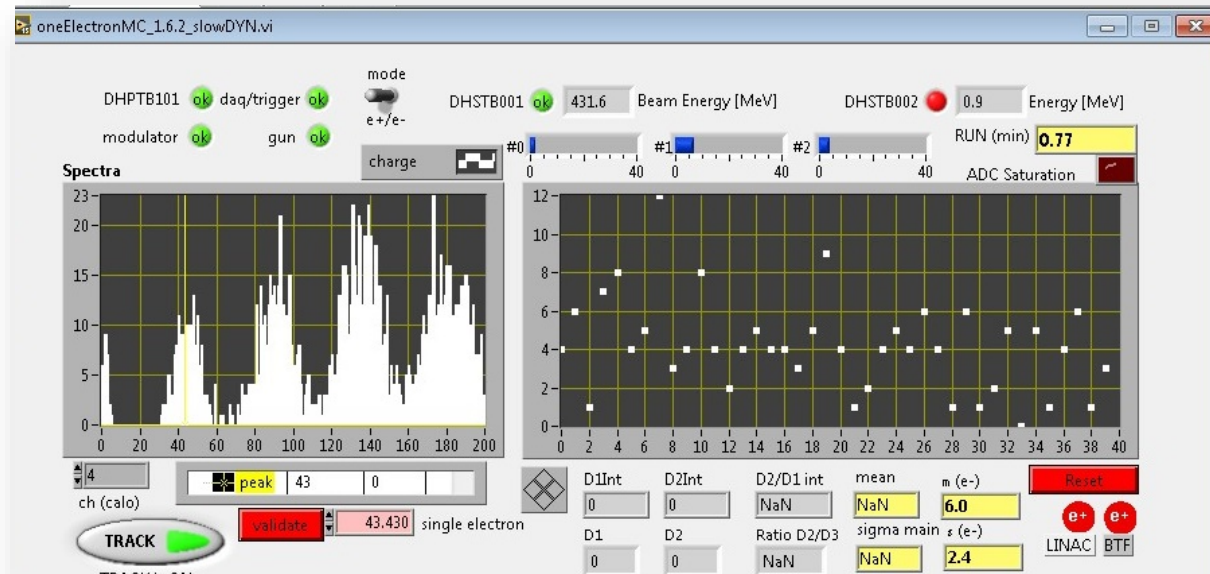 oneElectronMC_1.6.2_slowDYN.vi
mode
DHPTB101 ok daq/trigger ok
e+/e-
DHSTB001 ok 431.6 Beam Energy [MeV]
DHSTB002 0.9 Energy [MeV]
modulator ok gun ok
charge
#0 #1 #2
0 40 0 40 0 40
RUN (min) 0.77
ADC Saturation
Spectra
23
20
15
10
5
0
0 20 40 60 80 100 120 140 160 180 200
12
10
8
6
4
2
0
0 2 4 6 8 10 12 14 16 18 20 22 24 26 28 30 32 34 36 38 40
4
ch (calo)
peak 43 0
validate 43.430 single electron
TRACK
D1Int D2Int D2/D1 int mean m (e-)
0 0 NaN NaN 6.0
D1 D2 Ratio D2/D3 sigma main s (e-)
0 0 NaN NaN 2.4
Reset
e+ e+
LINAC BTF